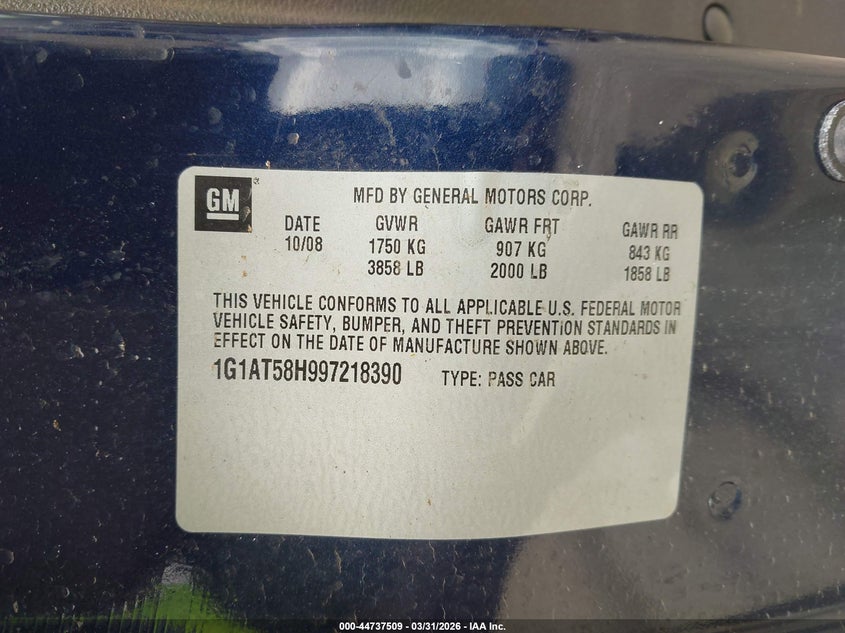 GM
MFD BY GENERAL MOTORS CORP.
DATE GVWR GAWR FRT GAWR RR
10/08 1750 KG 907 KG 843 KG
3858 LB 2000 LB 1858 LB
THIS VEHICLE CONFORMS TO ALL APPLICABLE U.S. FEDERAL MOTOR
VEHICLE SAFETY, BUMPER, AND THEFT PREVENTION STANDARDS IN
EFFECT ON THE DATE OF MANUFACTURE SHOWN ABOVE.
1G1AT58H997218390 TYPE: PASS CAR
000-44737509 — 03/31/2026 — IAA Inc.